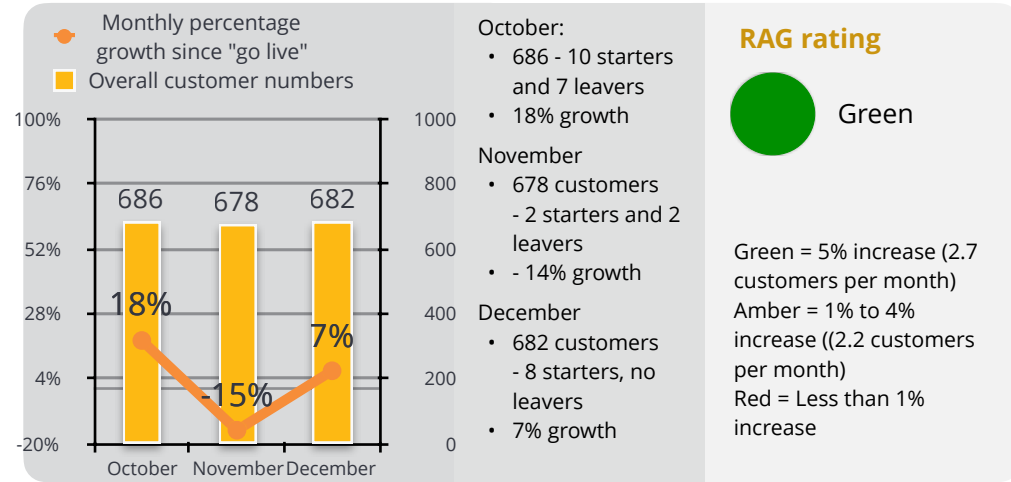 Monthly percentage
growth since "go live"
Overall customer numbers
100%
76%
52%
28%
4%
-20%
1000
800
600
400
200
0
686
678
682
18%
-15%
7%
October
November
December
October:
• 686 - 10 starters
and 7 leavers
• 18% growth
November
• 678 customers
- 2 starters and 2
leavers
• - 14% growth
December
• 682 customers
- 8 starters, no
leavers
• 7% growth
RAG rating
Green
Green = 5% increase (2.7
customers per month)
Amber = 1% to 4%
increase ((2.2 customers
per month)
Red = Less than 1%
increase